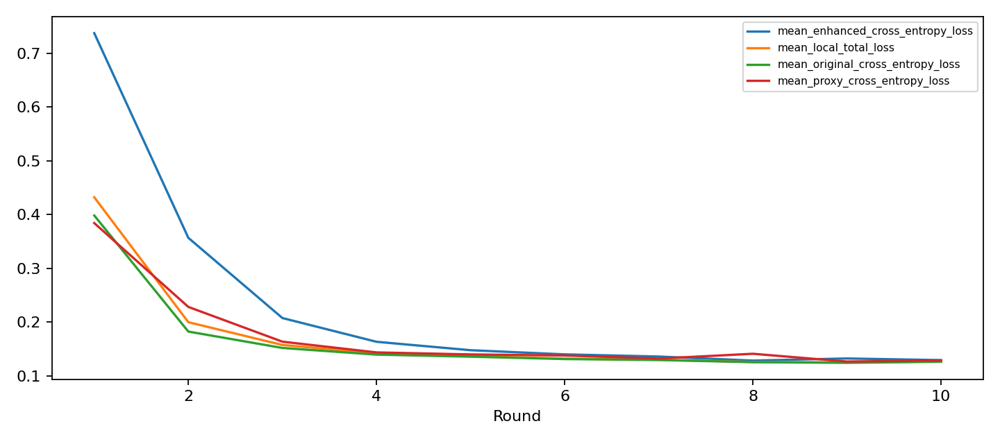 mean_enhanced_cross_entropy_loss
mean_local_total_loss
mean_original_cross_entropy_loss
mean_proxy_cross_entropy_loss
0.7
0.6
0.5
0.4
0.3
0.2
0.1
2 4 6 8 10
Round